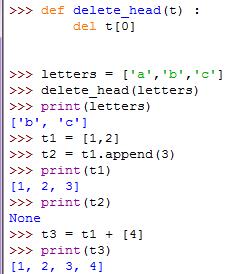 >>> def delete_head(t) :
        del t[0]
>>> letters = ['a','b','c']
>>> delete_head(letters)
>>> print(letters)
['b', 'c']
>>> t1 = [1,2]
>>> t2 = t1.append(3)
>>> print(t1)
[1, 2, 3]
>>> print(t2)
None
>>> t3 = t1 + [4]
>>> print(t3)
[1, 2, 3, 4]